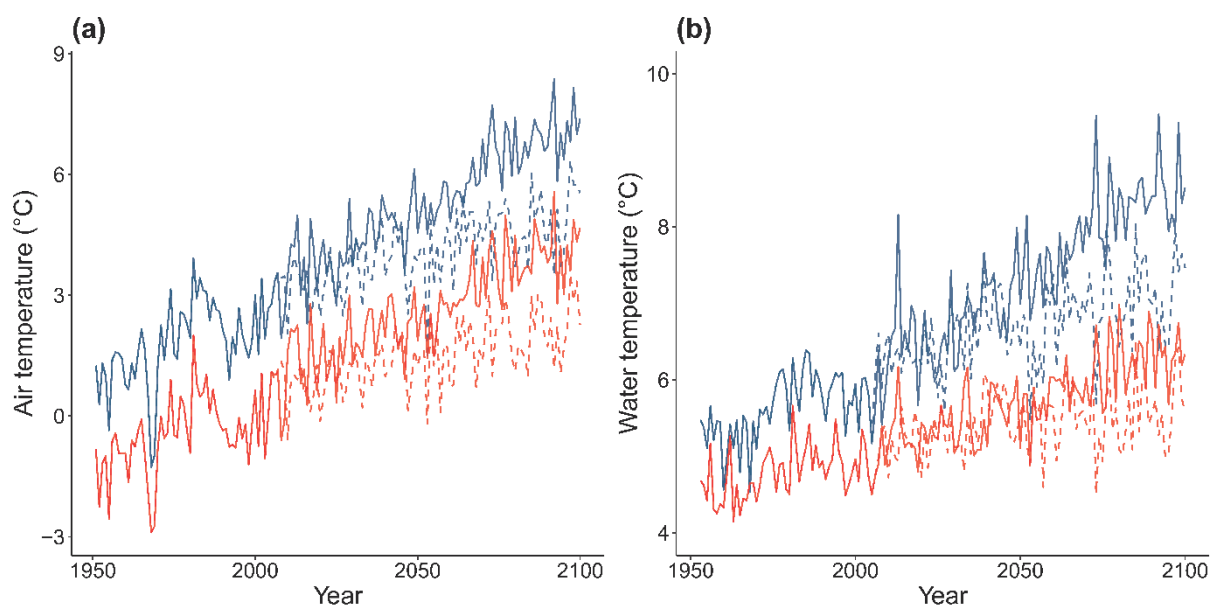 (a)
9
6
3
0
−3
Air temperature (°C)
1950 2000 2050 2100
Year
(b)
10
8
6
4
Water temperature (°C)
1950 2000 2050 2100
Year